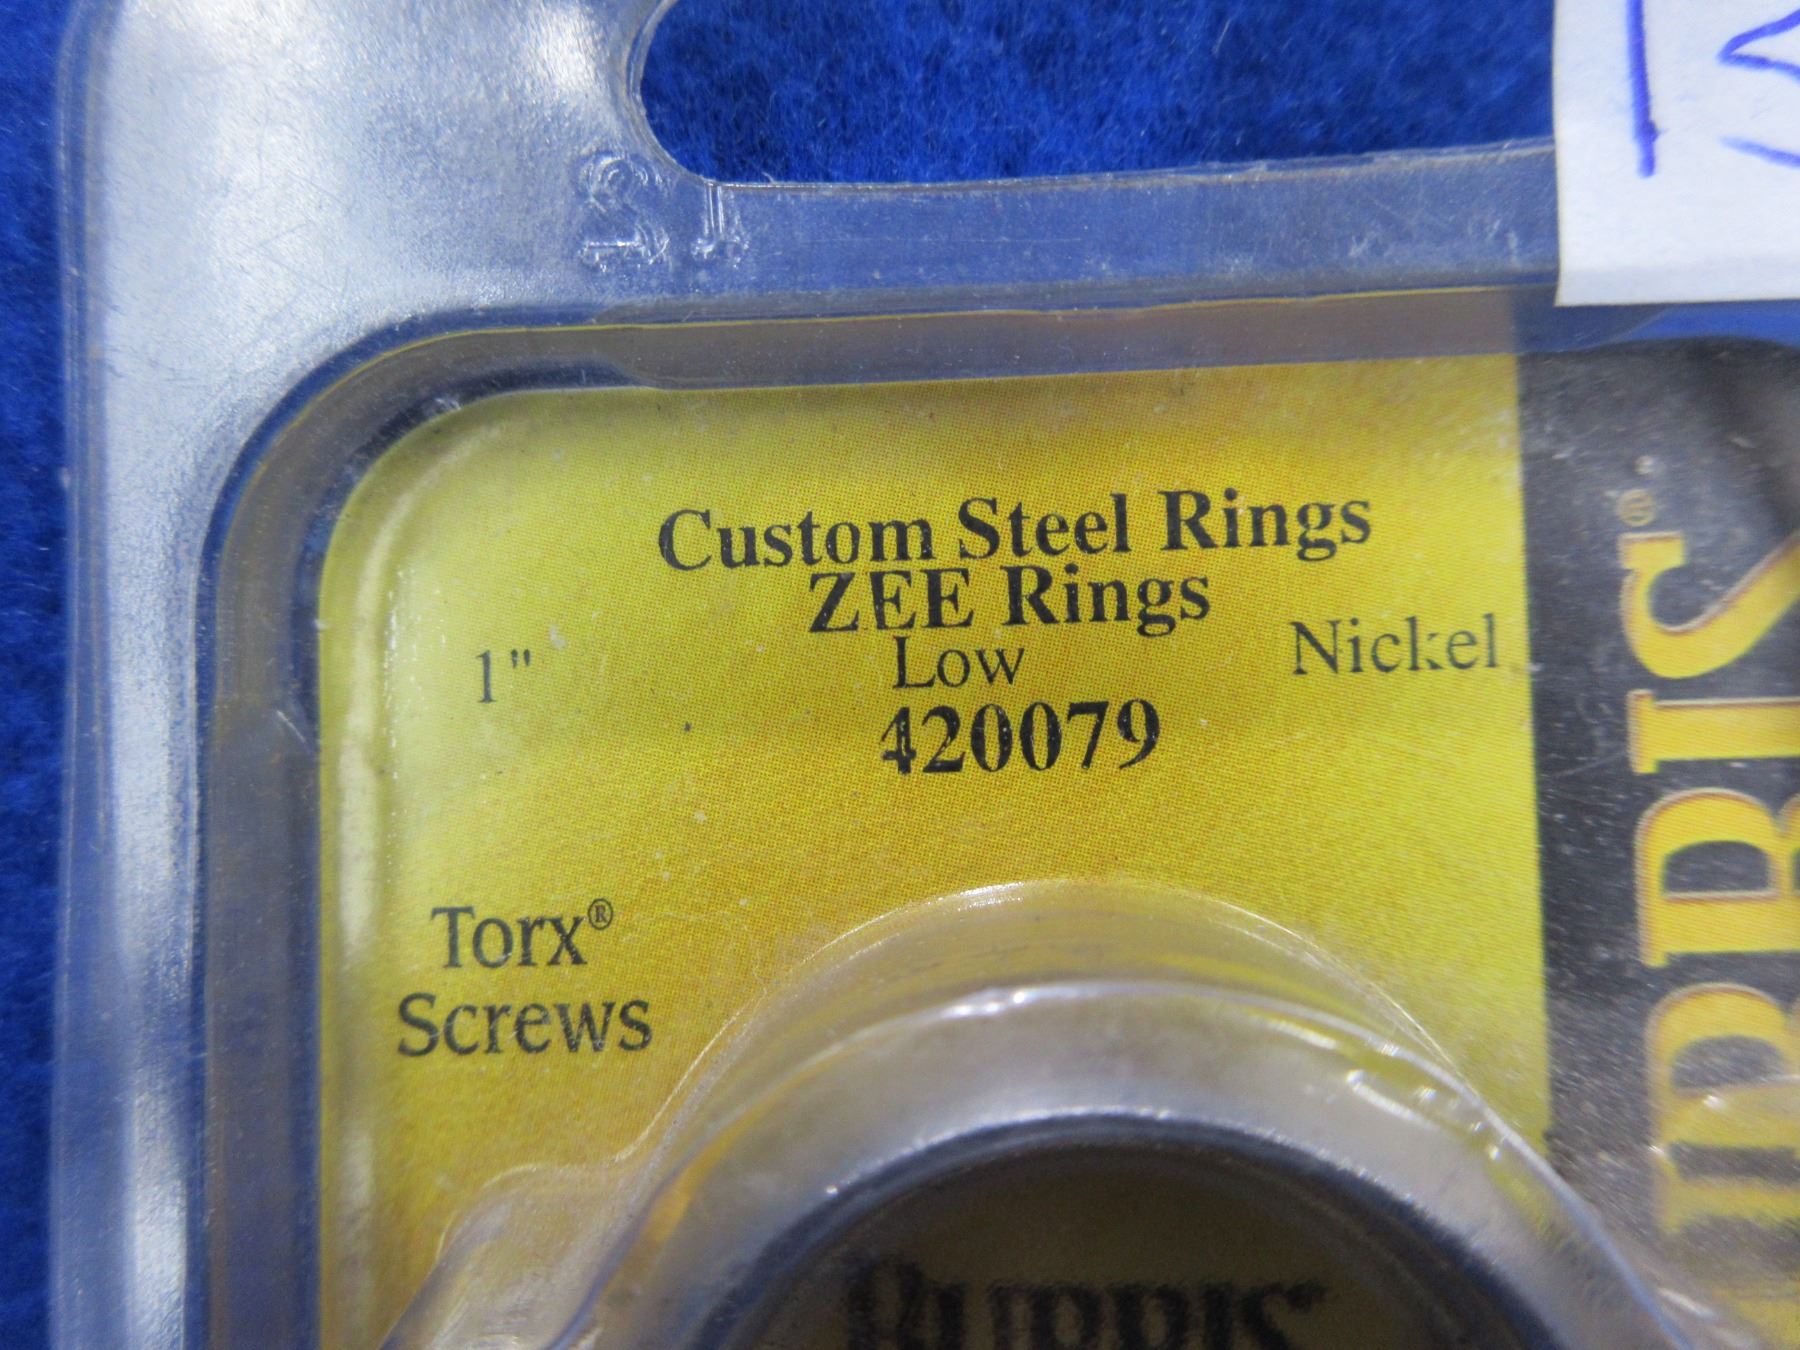 Custom Steel Rings
ZEE Rings
1" Low Nickel
420079
Torx®
Screws